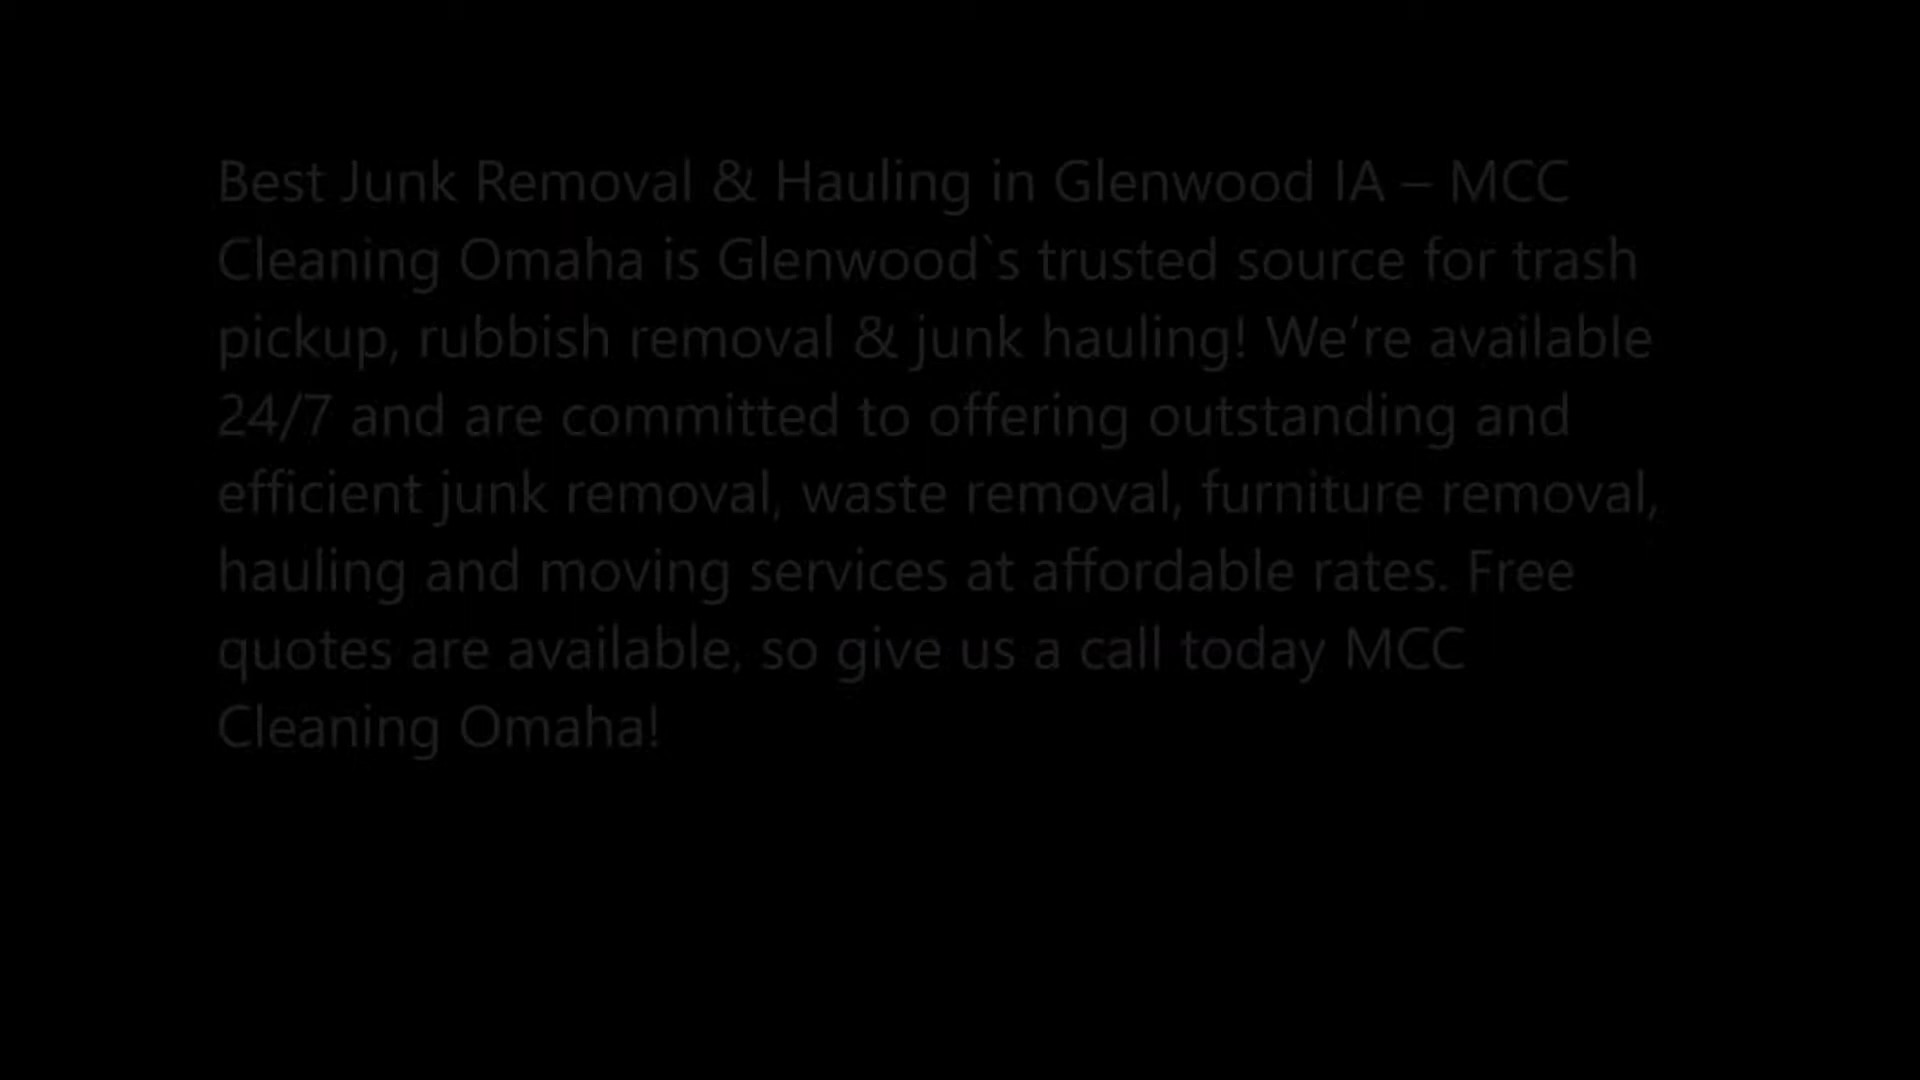 Best Junk Removal & Hauling in Glenwood IA – MCC
Cleaning Omaha is Glenwood`s trusted source for trash
pickup, rubbish removal & junk hauling! We’re available
24/7 and are committed to offering outstanding and
efficient junk removal, waste removal, furniture removal,
hauling and moving services at affordable rates. Free
quotes are available, so give us a call today MCC
Cleaning Omaha!